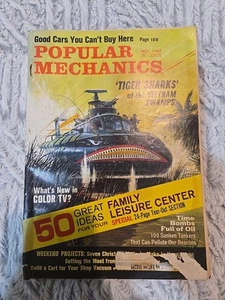 Good Cars You Can't Buy Here Page 108
POPULAR
MECHANICS
'TIGER SHARKS'
of the VIETNAM
SWAMPS
What's New in
COLOR TV?
50 GREAT FAMILY
IDEAS LEISURE CENTER
FOR YOUR SPECIAL 24-Page Tear-Out SECTION
Time
Bombs
Full of Oil
100 Sunken Tankers
That Can Pollute Our Beaches
WEEKEND PROJECTS: Seven
Getting the Most from
Build a Cart for Your Shop Vacuum